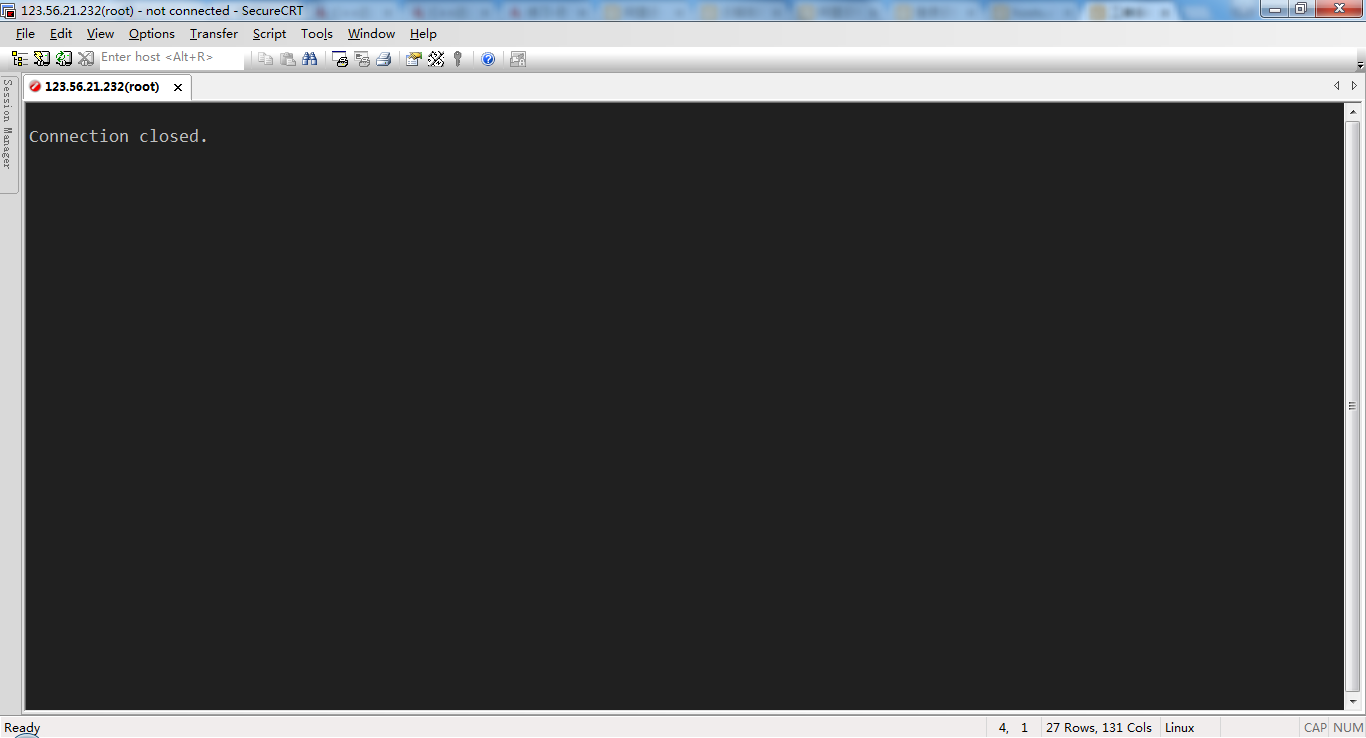 123.56.21.232(root) - not connected - SecureCRT
File Edit View Options Transfer Script Tools Window Help
Enter host <Alt+R>
123.56.21.232(root)
Session Manager
Connection closed.
Ready 4, 1 27 Rows, 131 Cols Linux CAP NUM